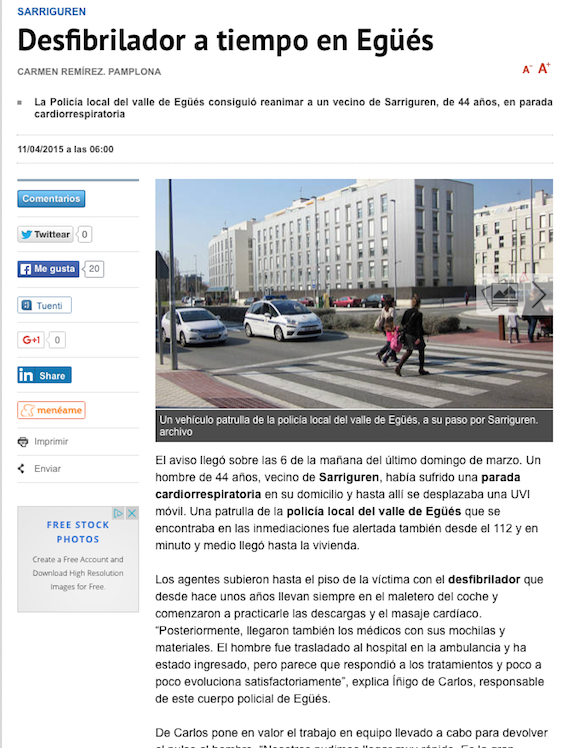 SARRIGUREN
Desfibrilador a tiempo en Egüés
CARMEN REMÍREZ. PAMPLONA
A- A+
La Policía local del valle de Egüés consiguió reanimar a un vecino de Sarriguren, de 44 años, en parada
cardiorrespiratoria
11/04/2015 a las 06:00
Comentarios
Twittear 0
Me gusta 20
Tuenti
G+1 0
in Share
menéame
Imprimir
Enviar
FREE STOCK
PHOTOS
Create a Free Account and
Download High Resolution
Images for Free.
Un vehículo patrulla de la policía local del valle de Egüés, a su paso por Sarriguren.
archivo
El aviso llegó sobre las 6 de la mañana del último domingo de marzo. Un
hombre de 44 años, vecino de Sarriguren, había sufrido una parada
cardiorrespiratoria en su domicilio y hasta allí se desplazaba una UVI
móvil. Una patrulla de la policía local del valle de Egüés que se
encontraba en las inmediaciones fue alertada también desde el 112 y en
minuto y medio llegó hasta la vivienda.
Los agentes subieron hasta el piso de la víctima con el desfibrilador que
desde hace unos años llevan siempre en el maletero del coche y
comenzaron a practicarle las descargas y el masaje cardíaco.
"Posteriormente, llegaron también los médicos con sus mochilas y
materiales. El hombre fue trasladado al hospital en la ambulancia y ha
estado ingresado, pero parece que respondió a los tratamientos y poco a
poco evoluciona satisfactoriamente", explica Íñigo de Carlos, responsable
de este cuerpo policial de Egüés.
De Carlos pone en valor el trabajo en equipo llevado a cabo para devolver